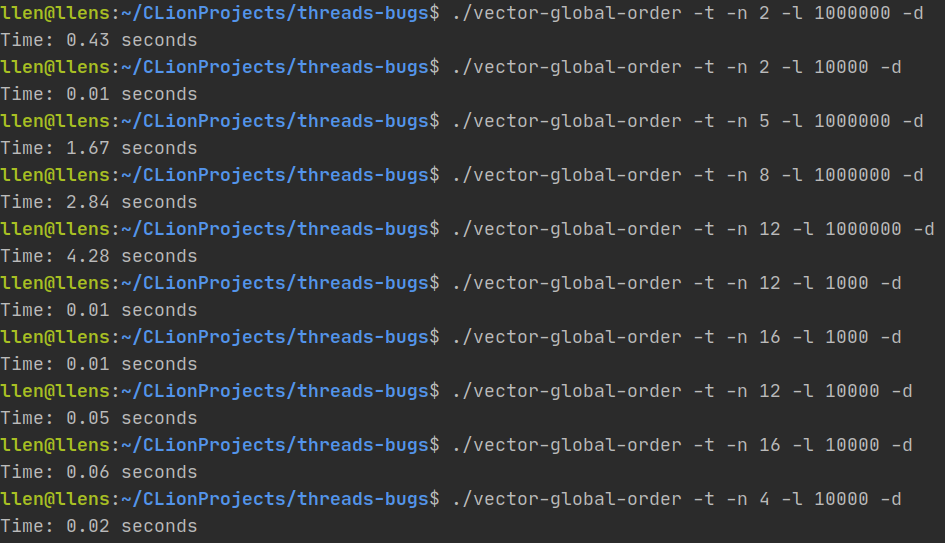 llen@llens:~/CLionProjects/threads-bugs$ ./vector-global-order -t -n 2 -l 1000000 -d
Time: 0.43 seconds
llen@llens:~/CLionProjects/threads-bugs$ ./vector-global-order -t -n 2 -l 10000 -d
Time: 0.01 seconds
llen@llens:~/CLionProjects/threads-bugs$ ./vector-global-order -t -n 5 -l 1000000 -d
Time: 1.67 seconds
llen@llens:~/CLionProjects/threads-bugs$ ./vector-global-order -t -n 8 -l 1000000 -d
Time: 2.84 seconds
llen@llens:~/CLionProjects/threads-bugs$ ./vector-global-order -t -n 12 -l 1000000 -d
Time: 4.28 seconds
llen@llens:~/CLionProjects/threads-bugs$ ./vector-global-order -t -n 12 -l 1000 -d
Time: 0.01 seconds
llen@llens:~/CLionProjects/threads-bugs$ ./vector-global-order -t -n 16 -l 1000 -d
Time: 0.01 seconds
llen@llens:~/CLionProjects/threads-bugs$ ./vector-global-order -t -n 12 -l 10000 -d
Time: 0.05 seconds
llen@llens:~/CLionProjects/threads-bugs$ ./vector-global-order -t -n 16 -l 10000 -d
Time: 0.06 seconds
llen@llens:~/CLionProjects/threads-bugs$ ./vector-global-order -t -n 4 -l 10000 -d
Time: 0.02 seconds